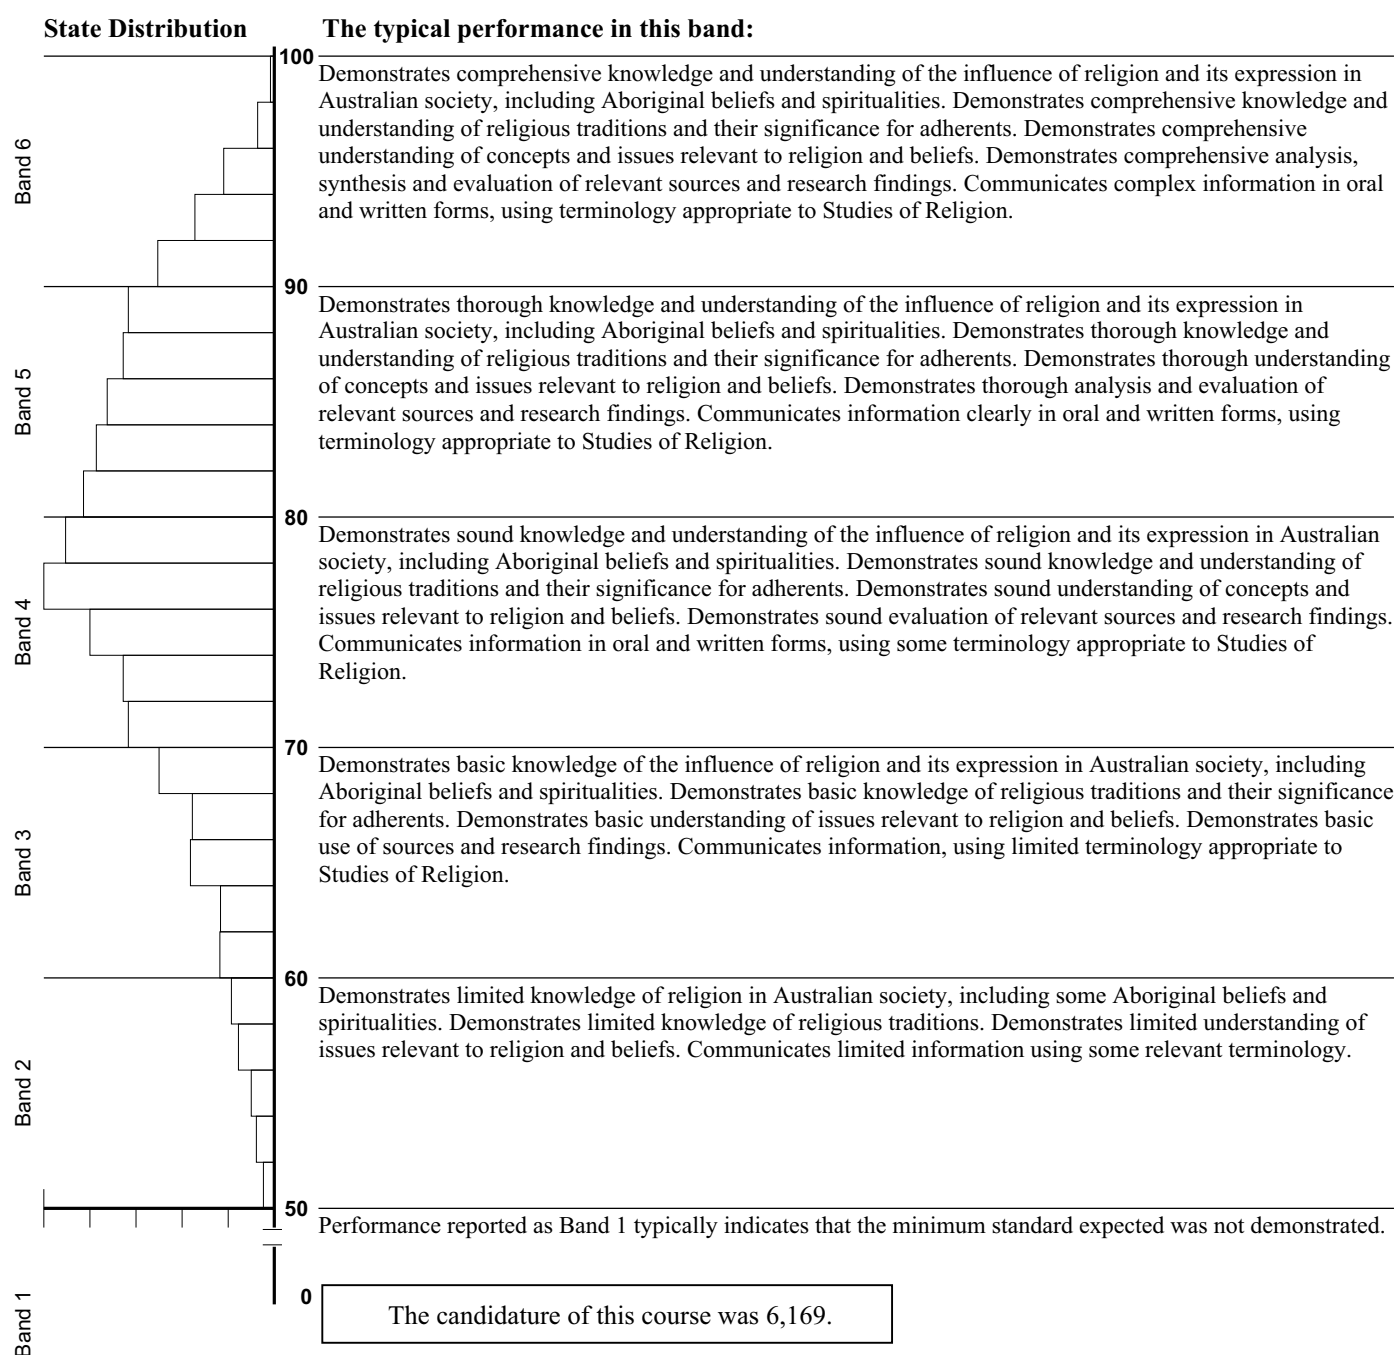 State Distribution
The typical performance in this band:
100
Band 6
Demonstrates comprehensive knowledge and understanding of the influence of religion and its expression in
Australian society, including Aboriginal beliefs and spiritualities. Demonstrates comprehensive knowledge and
understanding of religious traditions and their significance for adherents. Demonstrates comprehensive
understanding of concepts and issues relevant to religion and beliefs. Demonstrates comprehensive analysis,
synthesis and evaluation of relevant sources and research findings. Communicates complex information in oral
and written forms, using terminology appropriate to Studies of Religion.
90
Band 5
Demonstrates thorough knowledge and understanding of the influence of religion and its expression in
Australian society, including Aboriginal beliefs and spiritualities. Demonstrates thorough knowledge and
understanding of religious traditions and their significance for adherents. Demonstrates thorough understanding
of concepts and issues relevant to religion and beliefs. Demonstrates thorough analysis and evaluation of
relevant sources and research findings. Communicates information clearly in oral and written forms, using
terminology appropriate to Studies of Religion.
80
Band 4
Demonstrates sound knowledge and understanding of the influence of religion and its expression in Australian
society, including Aboriginal beliefs and spiritualities. Demonstrates sound knowledge and understanding of
religious traditions and their significance for adherents. Demonstrates sound understanding of concepts and
issues relevant to religion and beliefs. Demonstrates sound evaluation of relevant sources and research findings.
Communicates information in oral and written forms, using some terminology appropriate to Studies of
Religion.
70
Band 3
Demonstrates basic knowledge of the influence of religion and its expression in Australian society, including
Aboriginal beliefs and spiritualities. Demonstrates basic knowledge of religious traditions and their significance
for adherents. Demonstrates basic understanding of issues relevant to religion and beliefs. Demonstrates basic
use of sources and research findings. Communicates information, using limited terminology appropriate to
Studies of Religion.
60
Band 2
Demonstrates limited knowledge of religion in Australian society, including some Aboriginal beliefs and
spiritualities. Demonstrates limited knowledge of religious traditions. Demonstrates limited understanding of
issues relevant to religion and beliefs. Communicates limited information using some relevant terminology.
50
Performance reported as Band 1 typically indicates that the minimum standard expected was not demonstrated.
0
Band 1
The candidature of this course was 6,169.